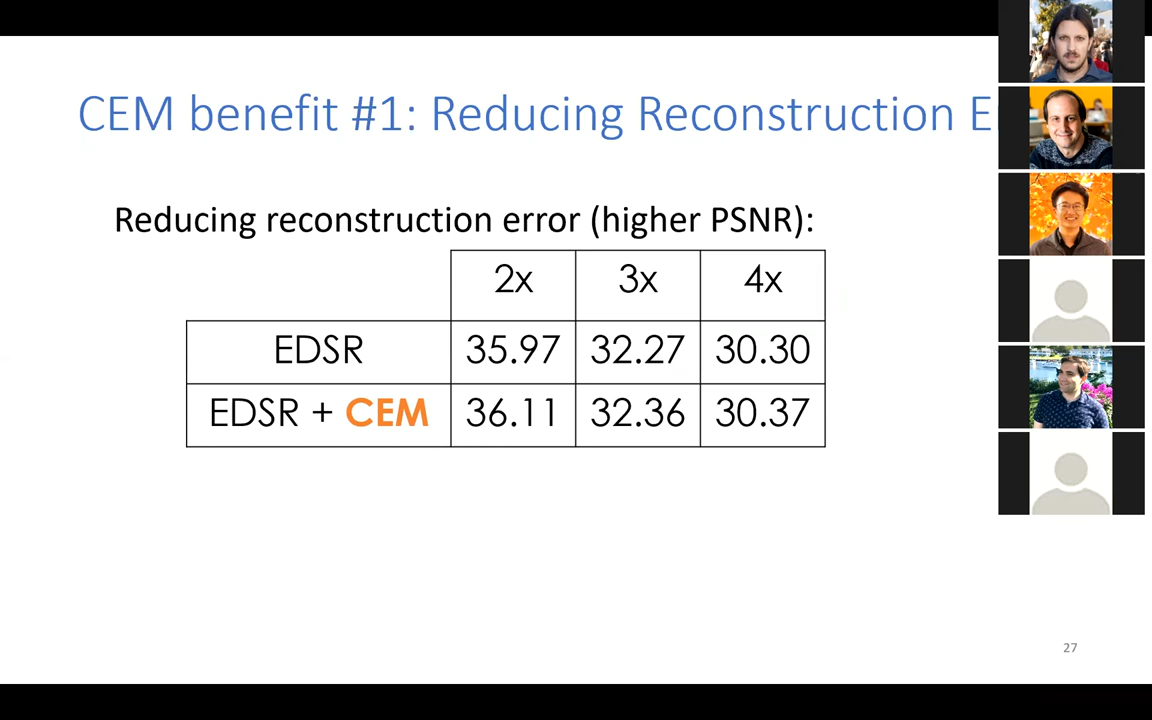 CEM benefit #1: Reducing Reconstruction
Reducing reconstruction error (higher PSNR):
2x 3x 4x
EDSR 35.97 32.27 30.30
EDSR + CEM 36.11 32.36 30.37
27